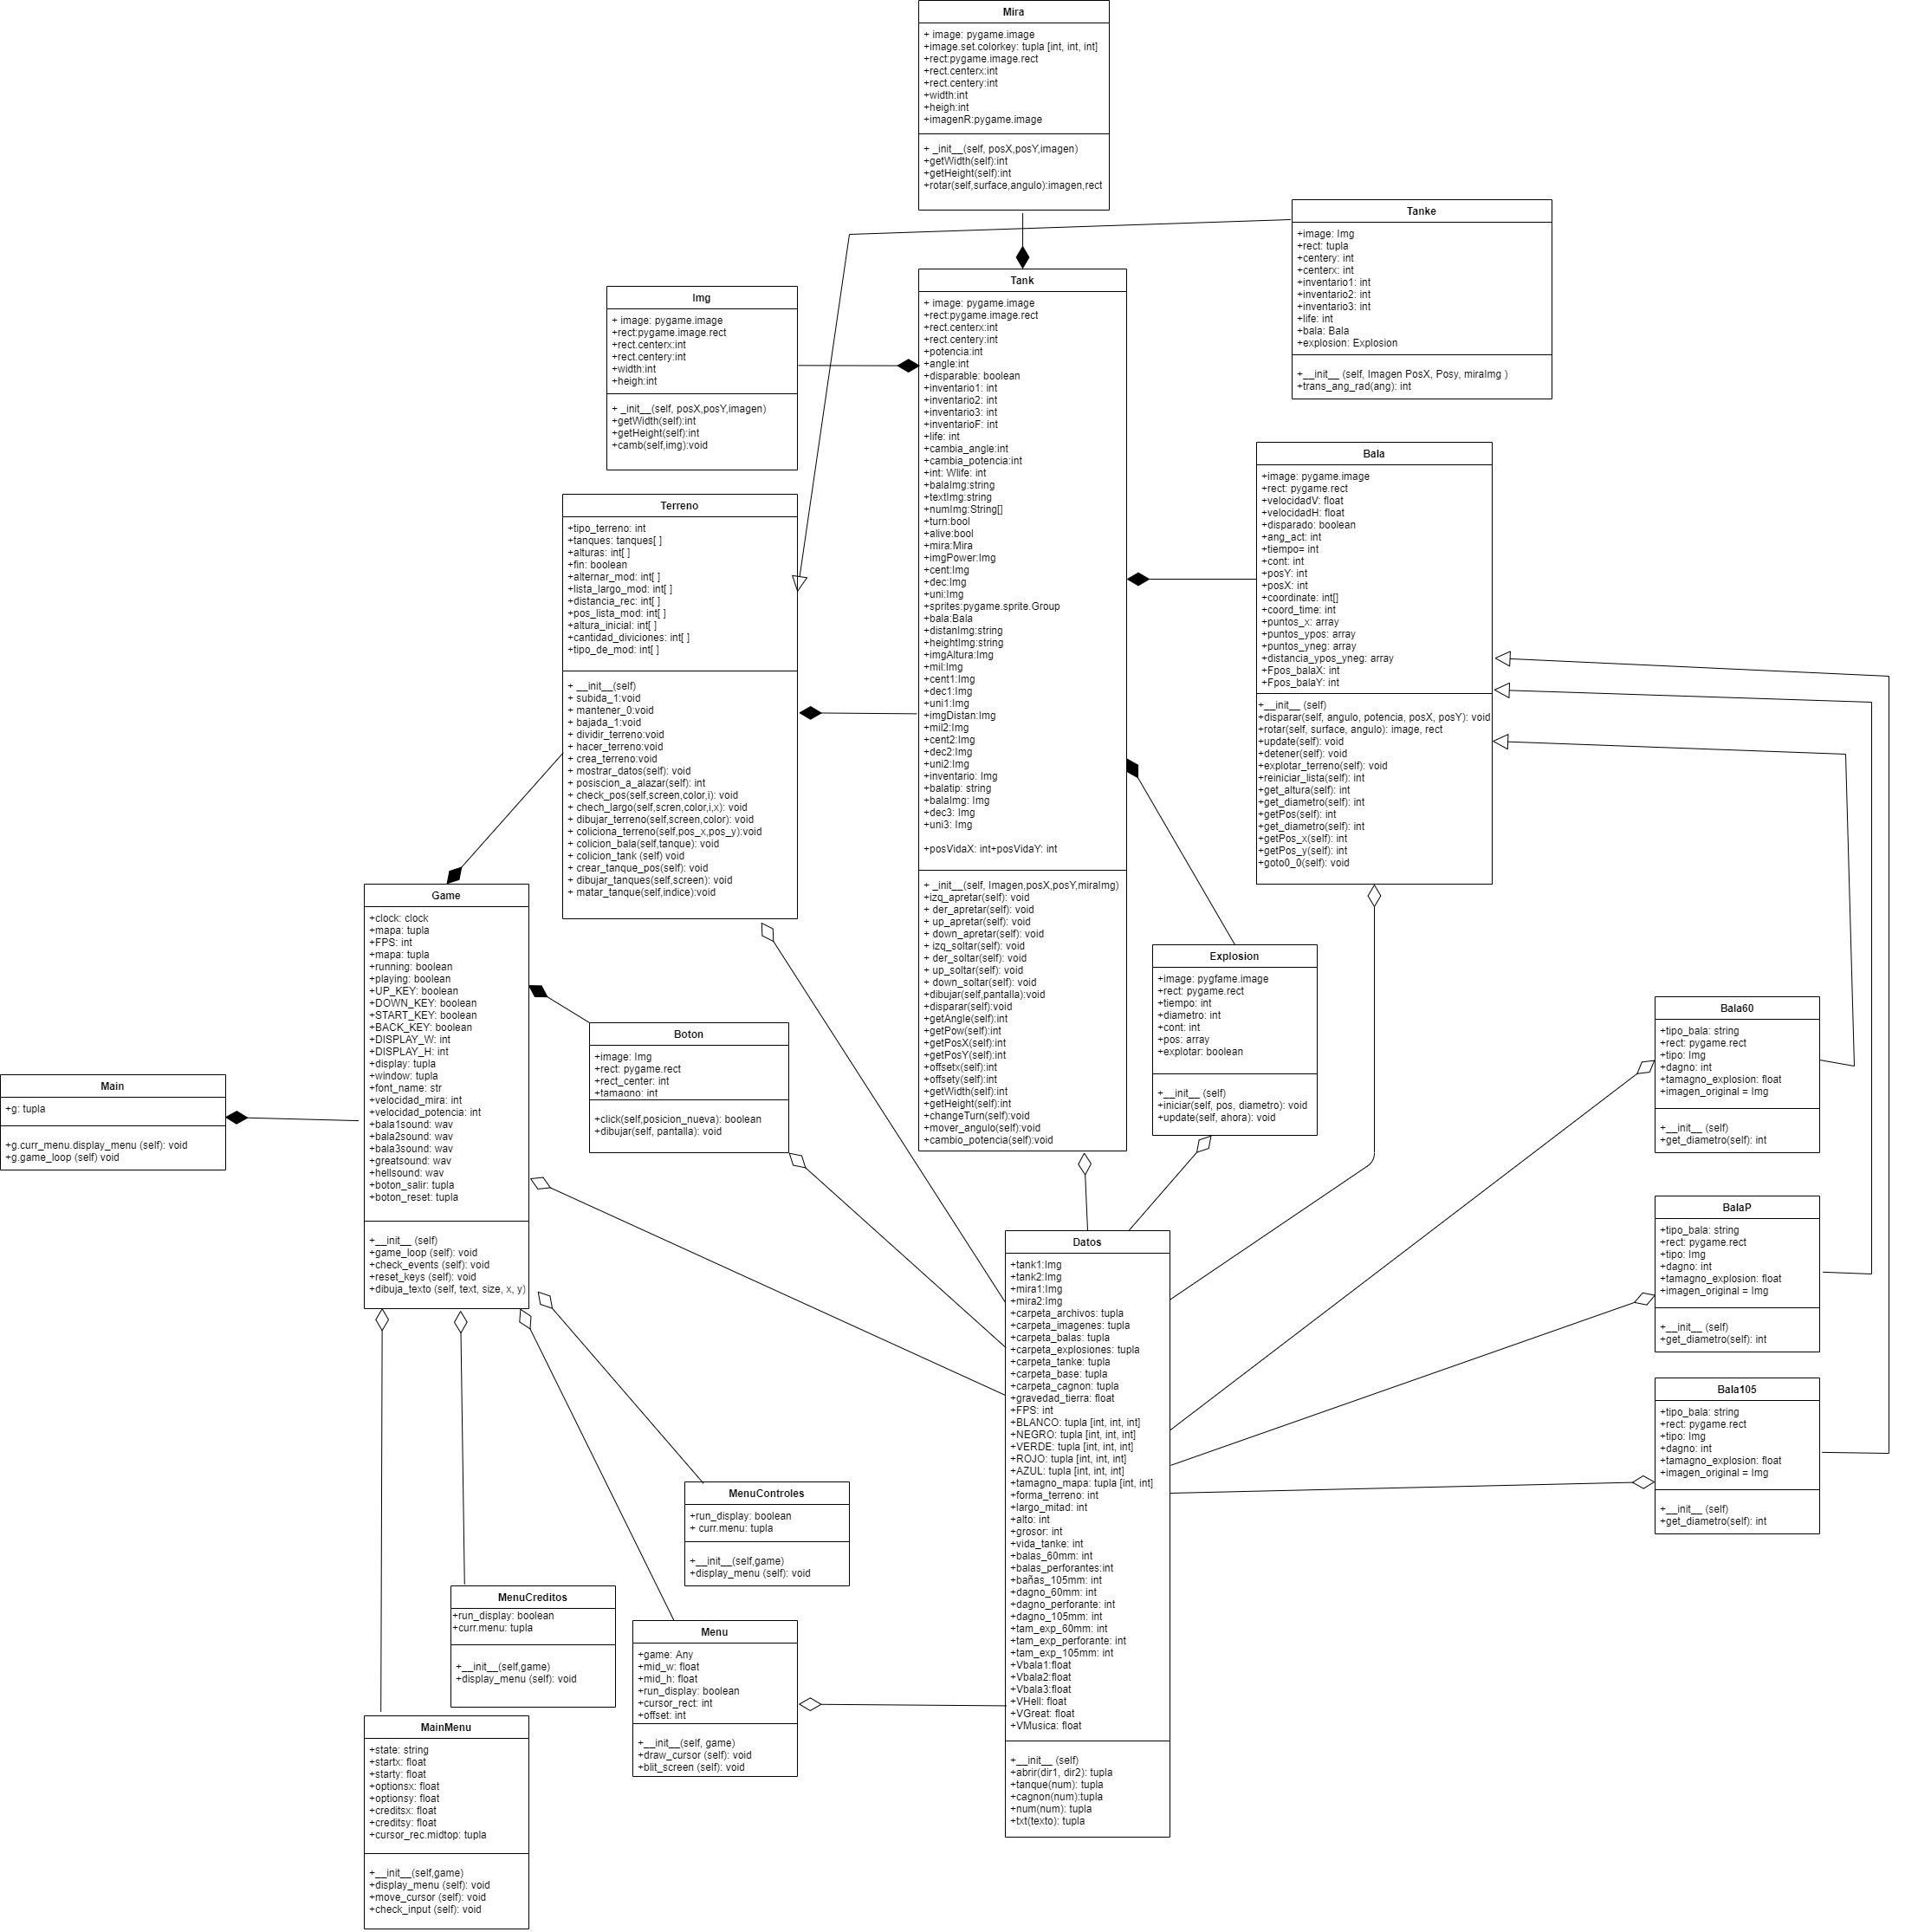 Mira
+ image: pygame.image
+image.set.colorkey: tupla [int, int, int]
+rect:pygame.image.rect
+rect.centerx:int
+rect.centery:int
+width:int
+heigh:int
+imagenR:pygame.image
+ _init__(self, posX,posY,imagen)
+getWidth(self):int
+getHeight(self):int
+rotar(self,surface,angulo):imagen,rect
Tanke
+image: Img
+rect: tupla
+centery: int
+centerx: int
+inventario1: int
+inventario2: int
+inventario3: int
+life: int
+bala: Bala
+explosion: Explosion
+__init__ (self, Imagen PosX, Posy, miraImg )
+trans_ang_rad(ang): int
Img
+ image: pygame.image
+rect:pygame.image.rect
+rect.centerx:int
+rect.centery:int
+width:int
+heigh:int
+ _init__(self, posX,posY,imagen)
+getWidth(self):int
+getHeight(self):int
+camb(self,img):void
Tank
+ image: pygame.image
+rect:pygame.image.rect
+rect.centerx:int
+rect.centery:int
+potencia:int
+angle:int
+disparable: boolean
+inventario1: int
+inventario2: int
+inventario3: int
+inventarioF: int
+life: int
+cambia_angle:int
+cambia_potencia:int
+int: Wlife: int
+balaImg:string
+textImg:string
+numImg:String[]
+turn:bool
+alive:bool
+mira:Mira
+imgPower:Img
+cent:Img
+dec:Img
+uni:Img
+sprites:pygame.sprite.Group
+bala:Bala
+distanImg:string
+heightImg:string
+imgAltura:Img
+mil:Img
+cent1:Img
+dec1:Img
+uni1:Img
+imgDistan:Img
+mil2:Img
+cent2:Img
+dec2:Img
+uni2:Img
+inventario: Img
+balatip: string
+balaImg: Img
+dec3: Img
+uni3: Img
+posVidaX: int+posVidaY: int
+ _init__(self, Imagen,posX,posY,miraImg)
+izq_apretar(self): void
+ der_apretar(self): void
+ up_apretar(self): void
+ down_apretar(self): void
+ izq_soltar(self): void
+ der_soltar(self): void
+ up_soltar(self): void
+ down_soltar(self): void
+dibujar(self,pantalla):void
+disparar(self):void
+getAngle(self):int
+getPow(self):int
+getPosX(self):int
+getPosY(self):int
+offsetx(self):int
+offsety(self):int
+getWidth(self):int
+getHeight(self):int
+changeTurn(self):void
+mover_angulo(self):void
+cambio_potencia(self):void
Bala
+image: pygame.image
+rect: pygame.rect
+velocidadV: float
+velocidadH: float
+disparado: boolean
+ang_act: int
+tiempo= int
+cont: int
+posY: int
+posX: int
+coordinate: int[]
+coord_time: int
+puntos_x: array
+puntos_ypos: array
+puntos_yneg: array
+distancia_ypos_yneg: array
+Fpos_balaX: int
+Fpos_balaY: int
+__init__ (self)
+disparar(self, angulo, potencia, posX, posY): void
+rotar(self, surface, angulo): image, rect
+update(self): void
+detener(self): void
+explotar_terreno(self): void
+reiniciar_lista(self): int
+get_altura(self): int
+get_diametro(self): int
+getPos(self): int
+get_diametro(self): int
+getPos_x(self): int
+getPos_y(self): int
+goto0_0(self): void
Terreno
+tipo_terreno: int
+tanques: tanques[ ]
+alturas: int[ ]
+fin: boolean
+alternar_mod: int[ ]
+lista_largo_mod: int[ ]
+distancia_rec: int[ ]
+pos_lista_mod: int[ ]
+altura_inicial: int[ ]
+cantidad_diviciones: int[ ]
+tipo_de_mod: int[ ]
+ __init__(self)
+ subida_1:void
+ mantener_0:void
+ bajada_1:void
+ dividir_terreno:void
+ hacer_terreno:void
+ crea_terreno:void
+ mostrar_datos(self): void
+ posiscion_a_alazar(self): int
+ check_pos(self,screen,color,i): void
+ chech_largo(self,scren,color,i,x): void
+ dibujar_terreno(self,screen,color): void
+ coliciona_terreno(self,pos_x,pos_y):void
+ colicion_bala(self,tanque): void
+ colicion_tank (self) void
+ crear_tanque_pos(self): void
+ dibujar_tanques(self,screen): void
+ matar_tanque(self,indice):void
Game
+clock: clock
+mapa: tupla
+FPS: int
+mapa: tupla
+running: boolean
+playing: boolean
+UP_KEY: boolean
+DOWN_KEY: boolean
+START_KEY: boolean
+BACK_KEY: boolean
+DISPLAY_W: int
+DISPLAY_H: int
+display: tupla
+window: tupla
+font_name: str
+velocidad_mira: int
+velocidad_potencia: int
+bala1sound: wav
+bala2sound: wav
+bala3sound: wav
+greatsound: wav
+hellsound: wav
+boton_salir: tupla
+boton_reset: tupla
+__init__ (self)
+game_loop (self): void
+check_events (self): void
+reset_keys (self): void
+dibuja_texto (self, text, size, x, y)
Main
+g: tupla
+g.curr_menu.display_menu (self): void
+g.game_loop (self) void
Boton
+image: Img
+rect: pygame.rect
+rect_center: int
+tamagno: int
+click(self,posicion_nueva): boolean
+dibujar(self, pantalla): void
Explosion
+image: pygfame.image
+rect: pygame.rect
+tiempo: int
+diametro: int
+cont: int
+pos: array
+explotar: boolean
+__init__ (self)
+iniciar(self, pos, diametro): void
+update(self, ahora): void
Bala60
+tipo_bala: string
+rect: pygame.rect
+tipo: Img
+dagno: int
+tamagno_explosion: float
+imagen_original = Img
+__init__ (self)
+get_diametro(self): int
BalaP
+tipo_bala: string
+rect: pygame.rect
+tipo: Img
+dagno: int
+tamagno_explosion: float
+imagen_original = Img
+__init__ (self)
+get_diametro(self): int
Bala105
+tipo_bala: string
+rect: pygame.rect
+tipo: Img
+dagno: int
+tamagno_explosion: float
+imagen_original = Img
+__init__ (self)
+get_diametro(self): int
Datos
+tank1:Img
+tank2:Img
+mira1:Img
+mira2:Img
+carpeta_archivos: tupla
+carpeta_imagenes: tupla
+carpeta_balas: tupla
+carpeta_explosiones: tupla
+carpeta_tanke: tupla
+carpeta_base: tupla
+carpeta_cagnon: tupla
+gravedad_tierra: float
+FPS: int
+BLANCO: tupla [int, int, int]
+NEGRO: tupla [int, int, int]
+VERDE: tupla [int, int, int]
+ROJO: tupla [int, int, int]
+AZUL: tupla [int, int, int]
+tamagno_mapa: tupla [int, int]
+forma_terreno: int
+largo_mitad: int
+alto: int
+grosor: int
+vida_tanke: int
+balas_60mm: int
+balas_perforantes:int
+bañas_105mm: int
+dagno_60mm: int
+dagno_perforante: int
+dagno_105mm: int
+tam_exp_60mm: int
+tam_exp_perforante: int
+tam_exp_105mm: int
+Vbala1:float
+Vbala2:float
+Vbala3:float
+VHell: float
+VGreat: float
+VMusica: float
+__init__ (self)
+abrir(dir1, dir2): tupla
+tanque(num): tupla
+cagnon(num):tupla
+num(num): tupla
+txt(texto): tupla
MenuControles
+run_display: boolean
+ curr.menu: tupla
+__init__(self,game)
+display_menu (self): void
MenuCreditos
+run_display: boolean
+curr.menu: tupla
+__init__(self,game)
+display_menu (self): void
Menu
+game: Any
+mid_w: float
+mid_h: float
+run_display: boolean
+cursor_rect: int
+offset: int
+__init__(self, game)
+draw_cursor (self): void
+blit_screen (self): void
MainMenu
+state: string
+startx: float
+starty: float
+optionsx: float
+optionsy: float
+creditsx: float
+creditsy: float
+cursor_rec.midtop: tupla
+__init__(self,game)
+display_menu (self): void
+move_cursor (self): void
+check_input (self): void